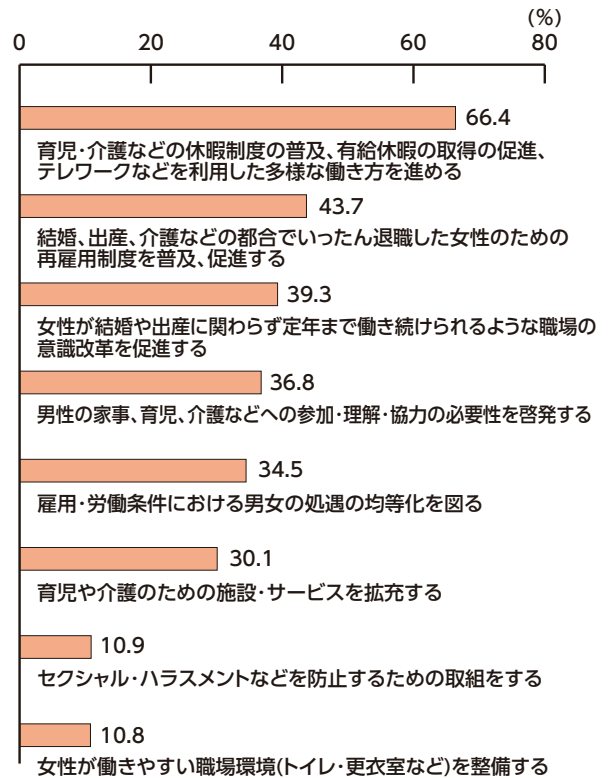 (%)
0 20 40 60 80
66.4
育児・介護などの休暇制度の普及、有給休暇の取得の促進、
テレワークなどを利用した多様な働き方を進める
43.7
結婚、出産、介護などの都合でいったん退職した女性のための
再雇用制度を普及、促進する
39.3
女性が結婚や出産に関わらず定年まで働き続けられるような職場の
意識改革を促進する
36.8
男性の家事、育児、介護などへの参加・理解・協力の必要性を啓発する
34.5
雇用・労働条件における男女の処遇の均等化を図る
30.1
育児や介護のための施設・サービスを拡充する
10.9
セクシャル・ハラスメントなどを防止するための取組をする
10.8
女性が働きやすい職場環境(トイレ・更衣室など)を整備する